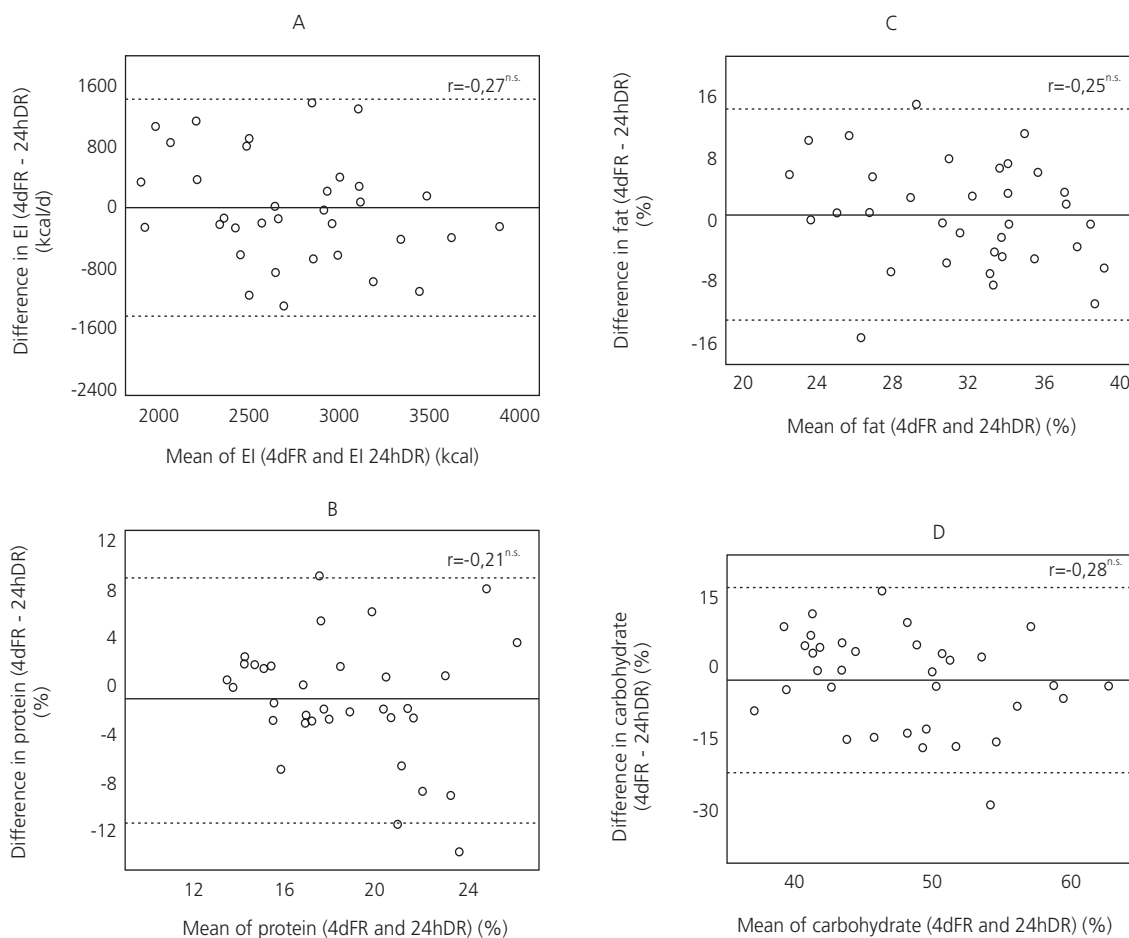 A
Difference in EI (4dFR - 24hDR)
(kcal/d)
1600
800
0
-800
-1600
-2400
r=-0,27n.s.
2000 2500 3000 3500 4000
Mean of EI (4dFR and EI 24hDR) (kcal)
C
Difference in fat (4dFR - 24hDR)
(%)
16
8
0
-8
-16
r=-0,25n.s.
20 24 28 32 36 40
Mean of fat (4dFR and 24hDR) (%)
B
Difference in protein (4dFR - 24hDR)
(%)
12
8
4
0
-4
-8
-12
r=-0,21n.s.
12 16 20 24
Mean of protein (4dFR and 24hDR) (%)
D
Difference in carbohydrate
(4dFR - 24hDR) (%)
15
0
-15
-30
r=-0,28n.s.
40 50 60
Mean of carbohydrate (4dFR and 24hDR) (%)